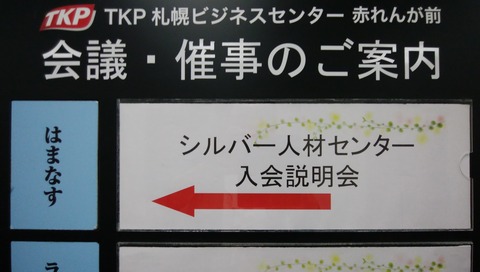 TKP TKP 札幌ビジネスセンター 赤れんが前
会議・催事のご案内
はまなす
シルバー人材センター
入会説明会